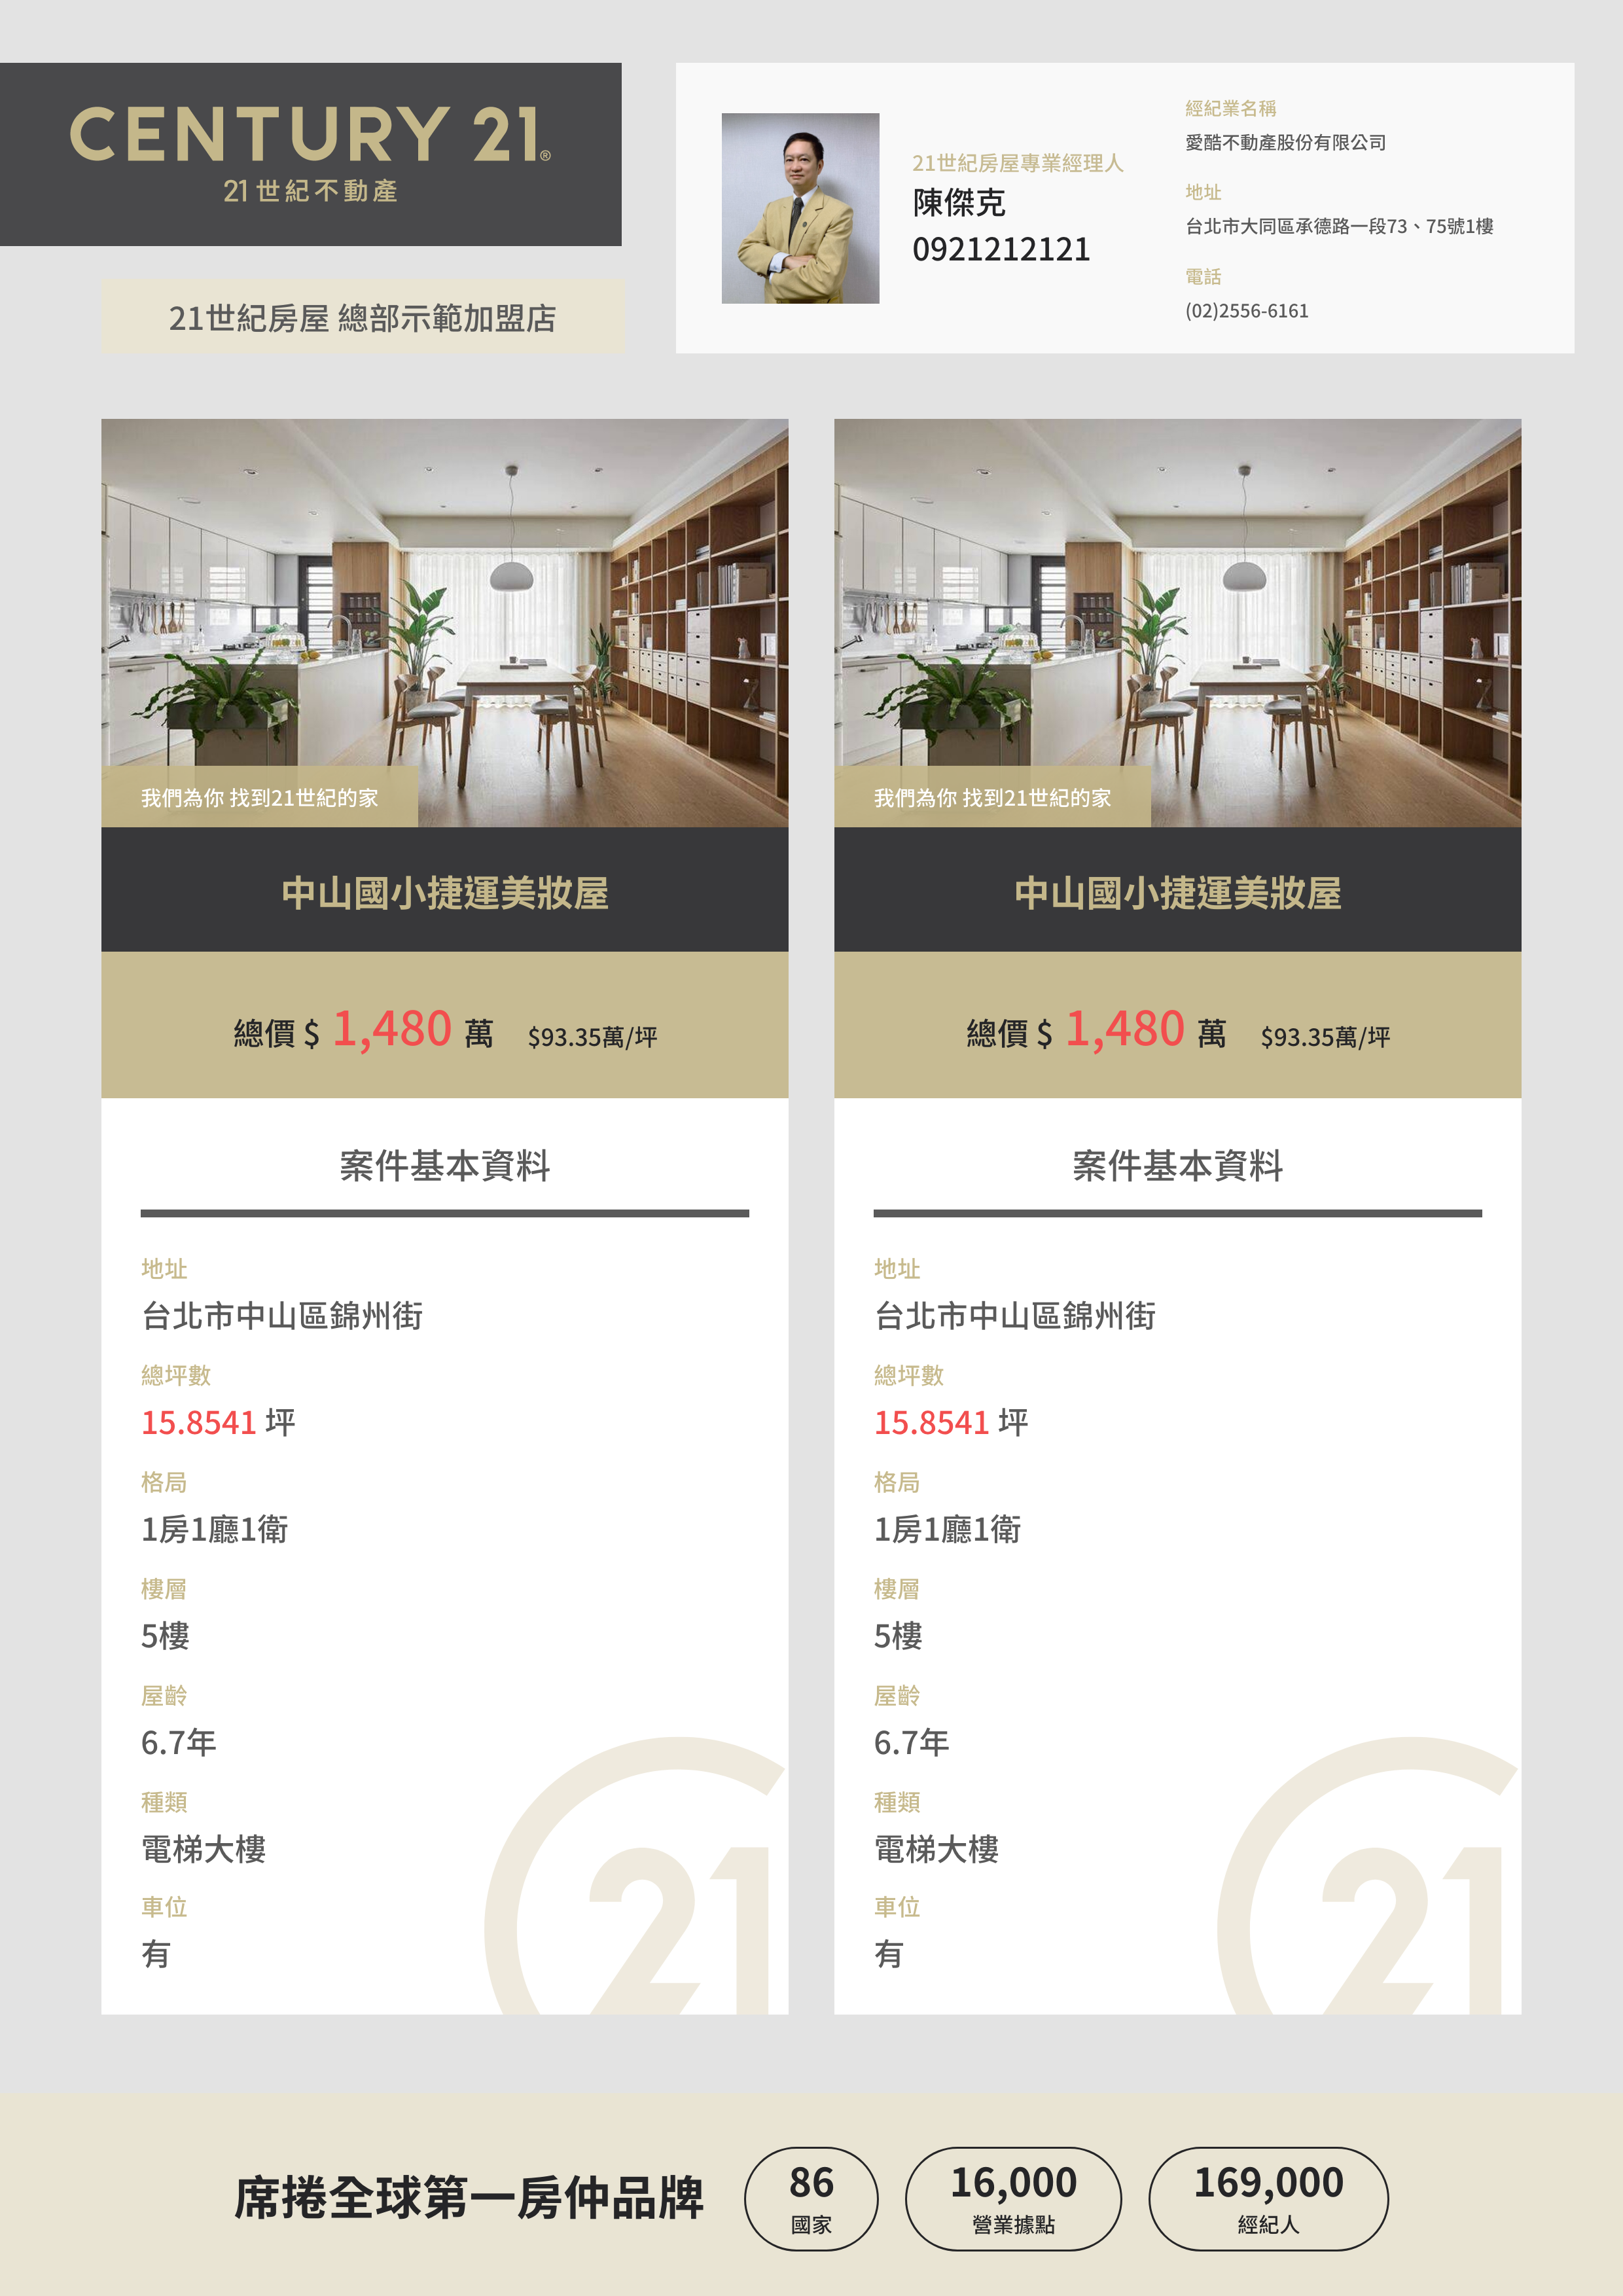 CENTURY 21®
21世紀不動產
21世紀房屋 總部示範加盟店
21世紀房屋專業經理人
陳傑克
0921212121
經紀業名稱
愛酷不動產股份有限公司
地址
台北市大同區承德路一段73、75號1樓
電話
(02)2556-6161
我們為你 找到21世紀的家
中山國小捷運美妝屋
總價 $ 1,480 萬 $93.35萬/坪
案件基本資料
地址
台北市中山區錦州街
總坪數
15.8541 坪
格局
1房1廳1衛
樓層
5樓
屋齡
6.7年
種類
電梯大樓
車位
有
21
我們為你 找到21世紀的家
中山國小捷運美妝屋
總價 $ 1,480 萬 $93.35萬/坪
案件基本資料
地址
台北市中山區錦州街
總坪數
15.8541 坪
格局
1房1廳1衛
樓層
5樓
屋齡
6.7年
種類
電梯大樓
車位
有
21
席捲全球第一房仲品牌
86
國家
16,000
營業據點
169,000
經紀人